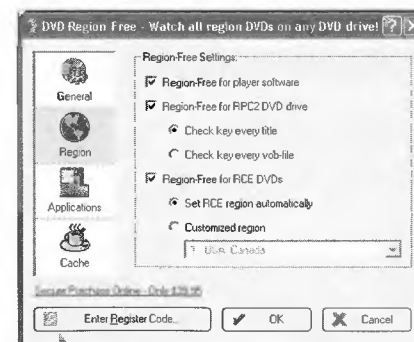 DVD Region Free - Watch all region DVDs on any DVD drive!
General
Region
Applications
Cache
Region-Free Settings:
Region-Free for player software
Region-Free for RPC2 DVD drive
Check key every title
Check key every vob-file
Region-Free for RCE DVDs
Set RCE region automatically
Customized region
1 USA, Canada
Secure Purchase Online - Only $39.95
Enter Register Code...
OK
Cancel